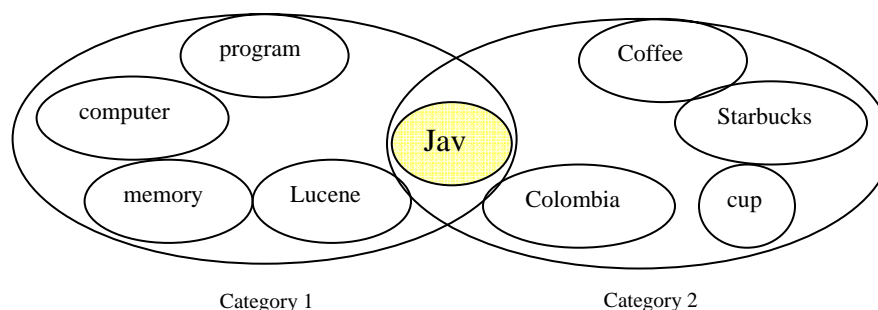 program
Coffee
computer
Starbucks
Jav
memory
Lucene
Colombia
cup
Category 1
Category 2